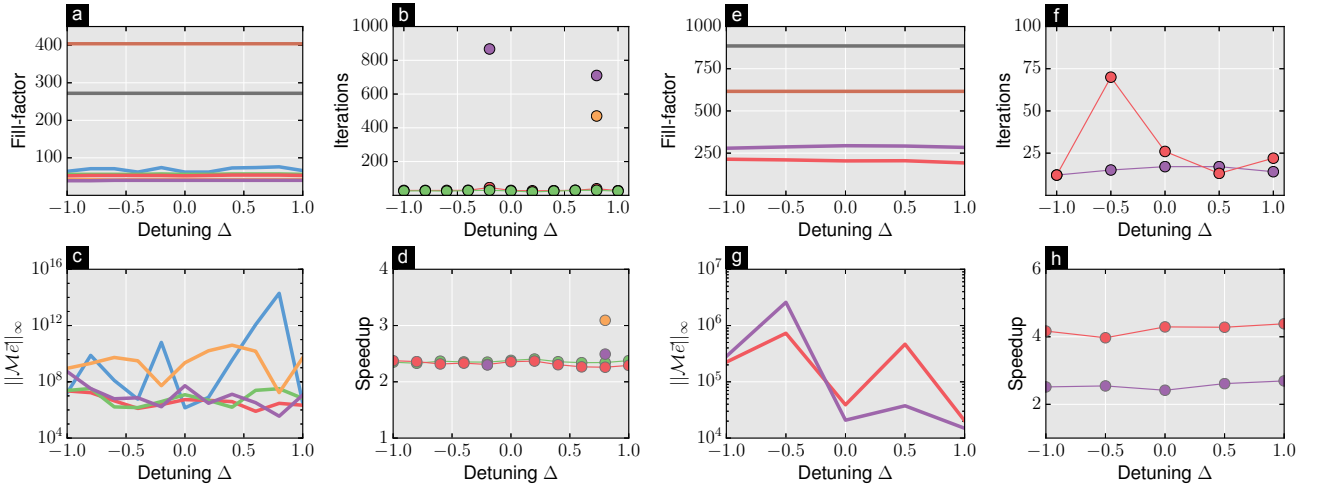 a
400
300
200
100
Fill-factor
−1.0 −0.5 0.0 0.5 1.0
Detuning Δ
b
1000
800
600
400
200
0
Iterations
−1.0 −0.5 0.0 0.5 1.0
Detuning Δ
e
1000
750
500
250
Fill-factor
−1.0 −0.5 0.0 0.5 1.0
Detuning Δ
f
100
75
50
25
Iterations
−1.0 −0.5 0.0 0.5 1.0
Detuning Δ
c
10^16
10^12
10^8
10^4
||ℳe⃗||∞
−1.0 −0.5 0.0 0.5 1.0
Detuning Δ
d
4
3
2
1
Speedup
−1.0 −0.5 0.0 0.5 1.0
Detuning Δ
g
10^7
10^6
10^5
10^4
||ℳe⃗||∞
−1.0 −0.5 0.0 0.5 1.0
Detuning Δ
h
6
4
2
Speedup
−1.0 −0.5 0.0 0.5 1.0
Detuning Δ